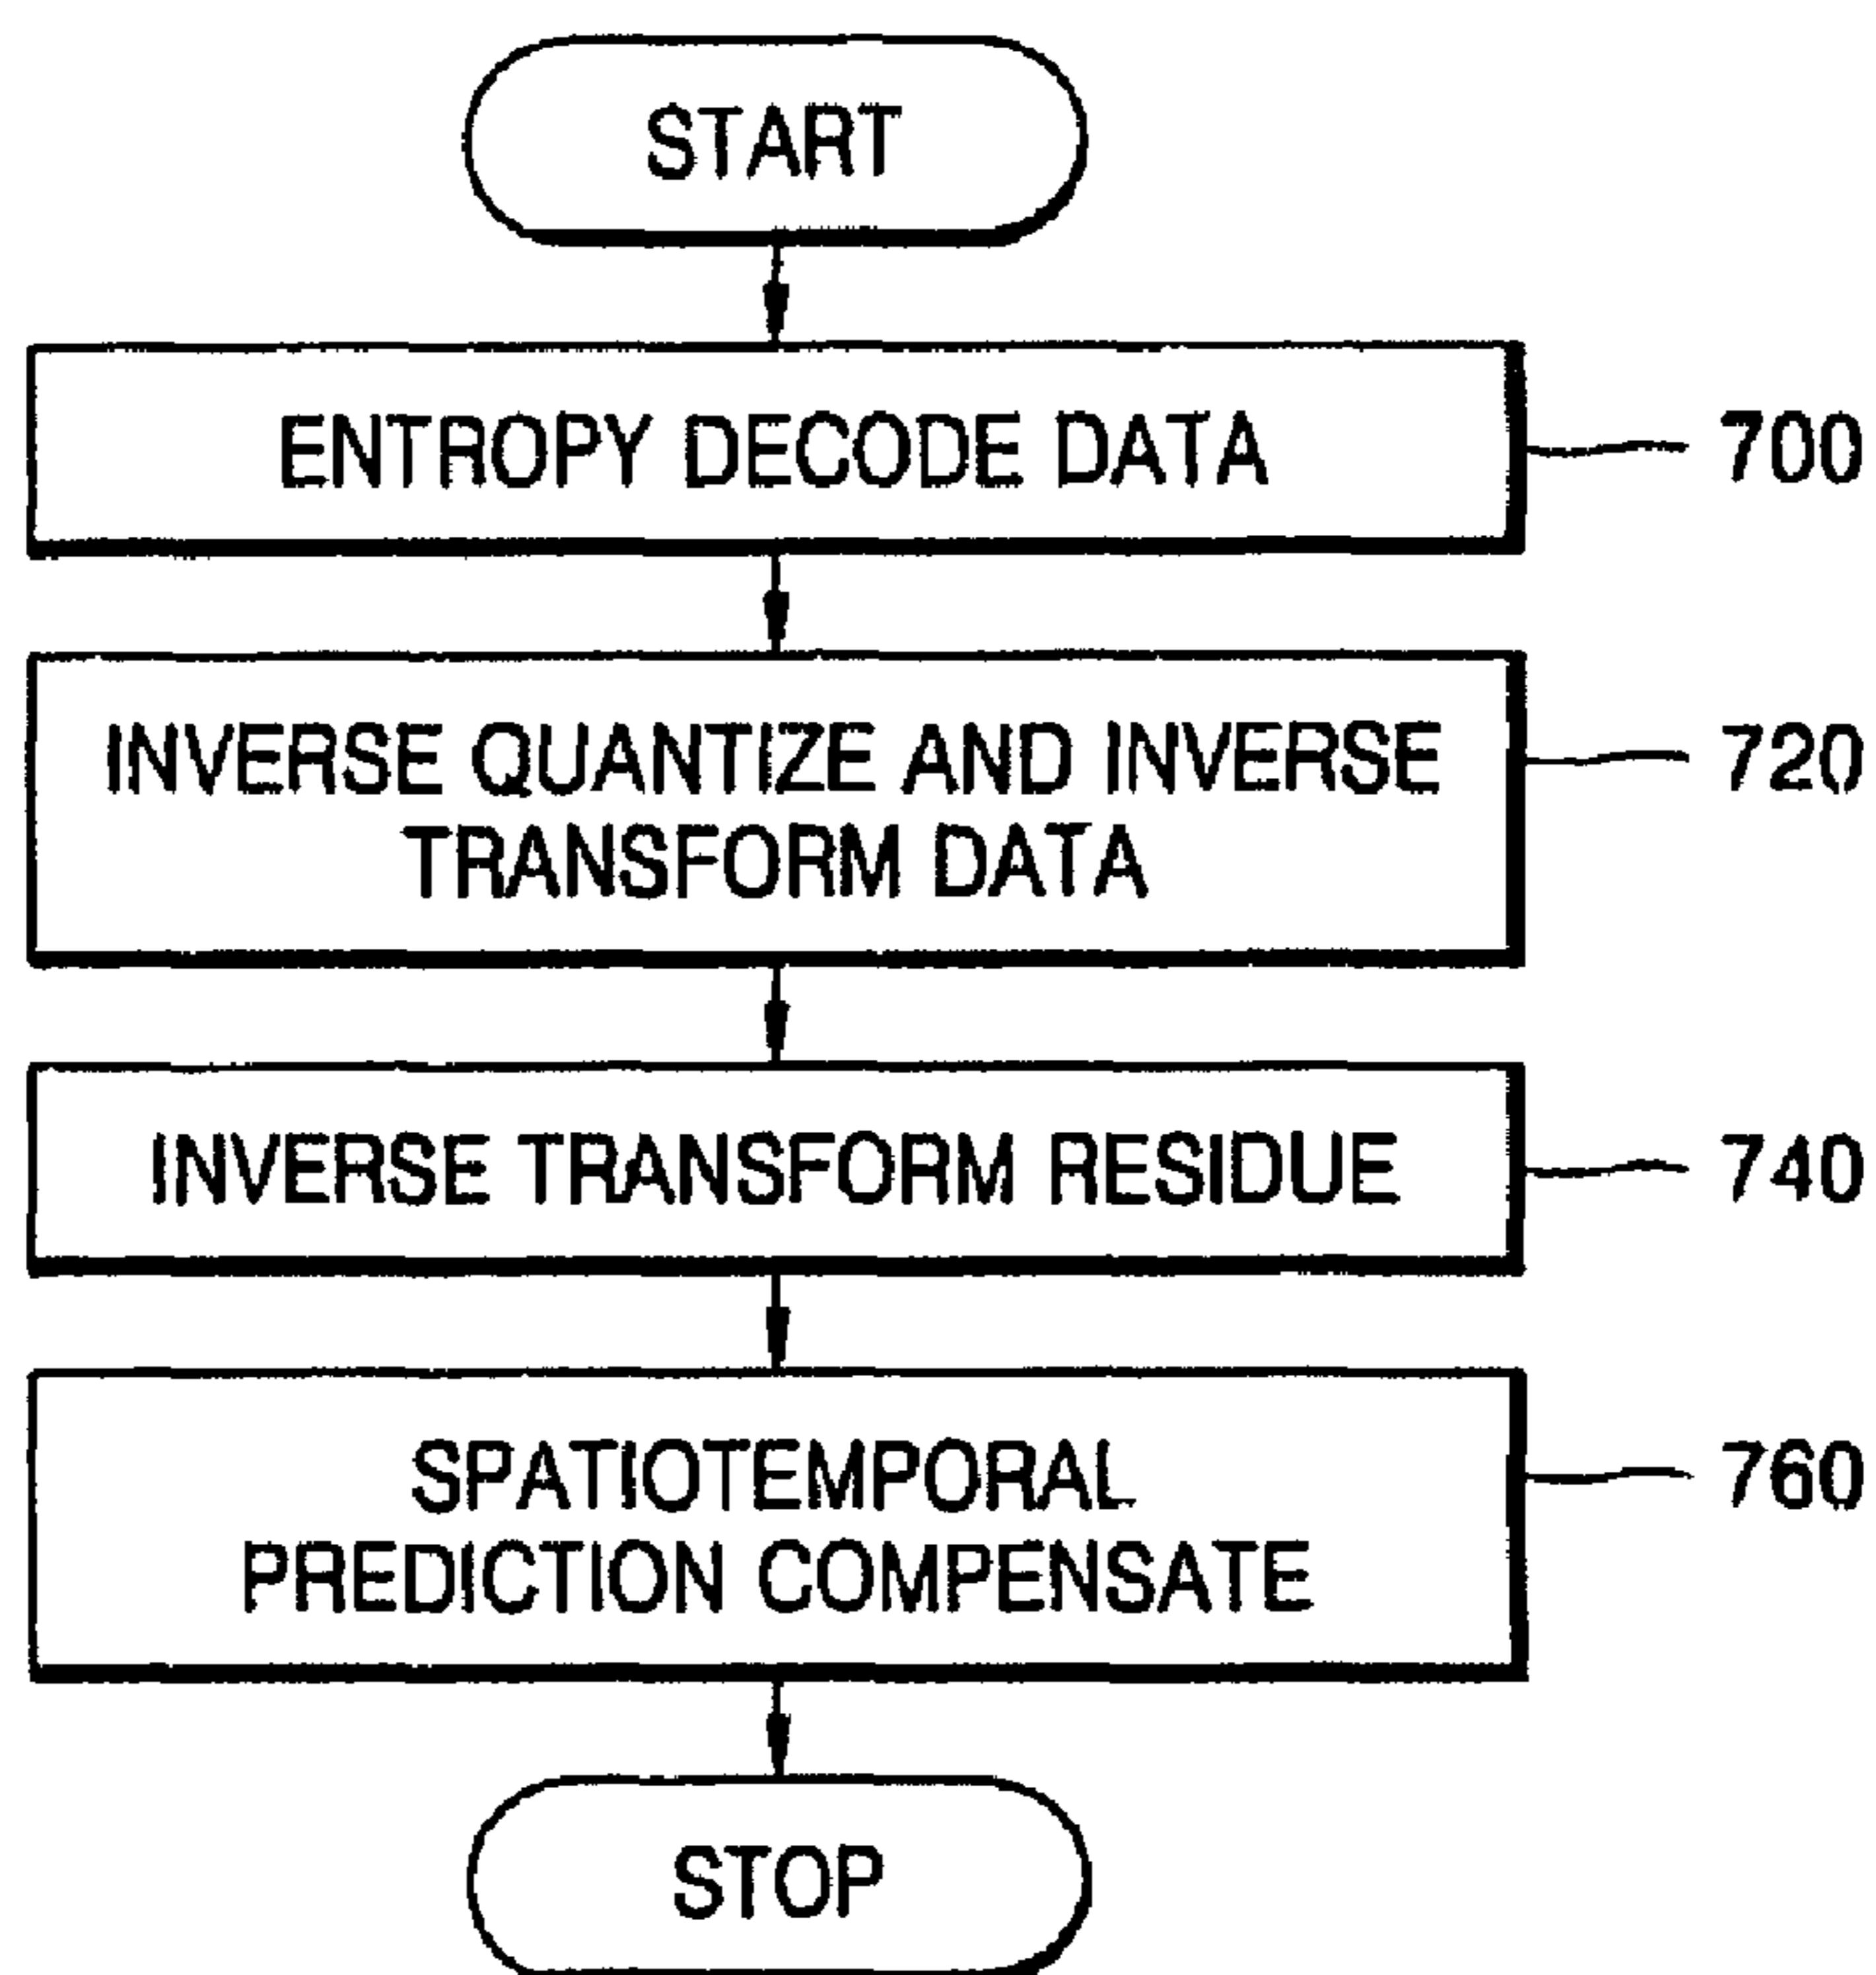 START
ENTROPY DECODE DATA
700
INVERSE QUANTIZE AND INVERSE
TRANSFORM DATA
720
INVERSE TRANSFORM RESIDUE
740
SPATIOTEMPORAL
PREDICTION COMPENSATE
760
STOP